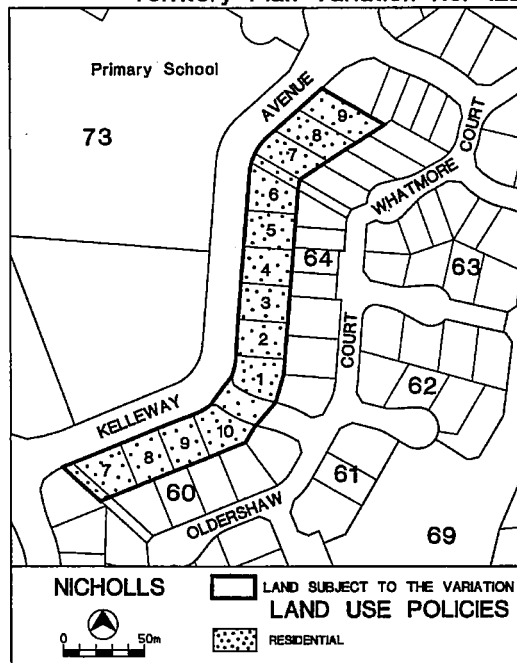 Territory Plan Variation No. 12
Primary School
AVENUE
73
9
8
7
6
5
4
3
2
1
WHATMORE
COURT
64
63
COURT
62
KELLEWAY
10
9
8
7
60
61
OLDERSHAW
69
NICHOLLS
0 50m
LAND SUBJECT TO THE VARIATION
LAND USE POLICIES
RESIDENTIAL